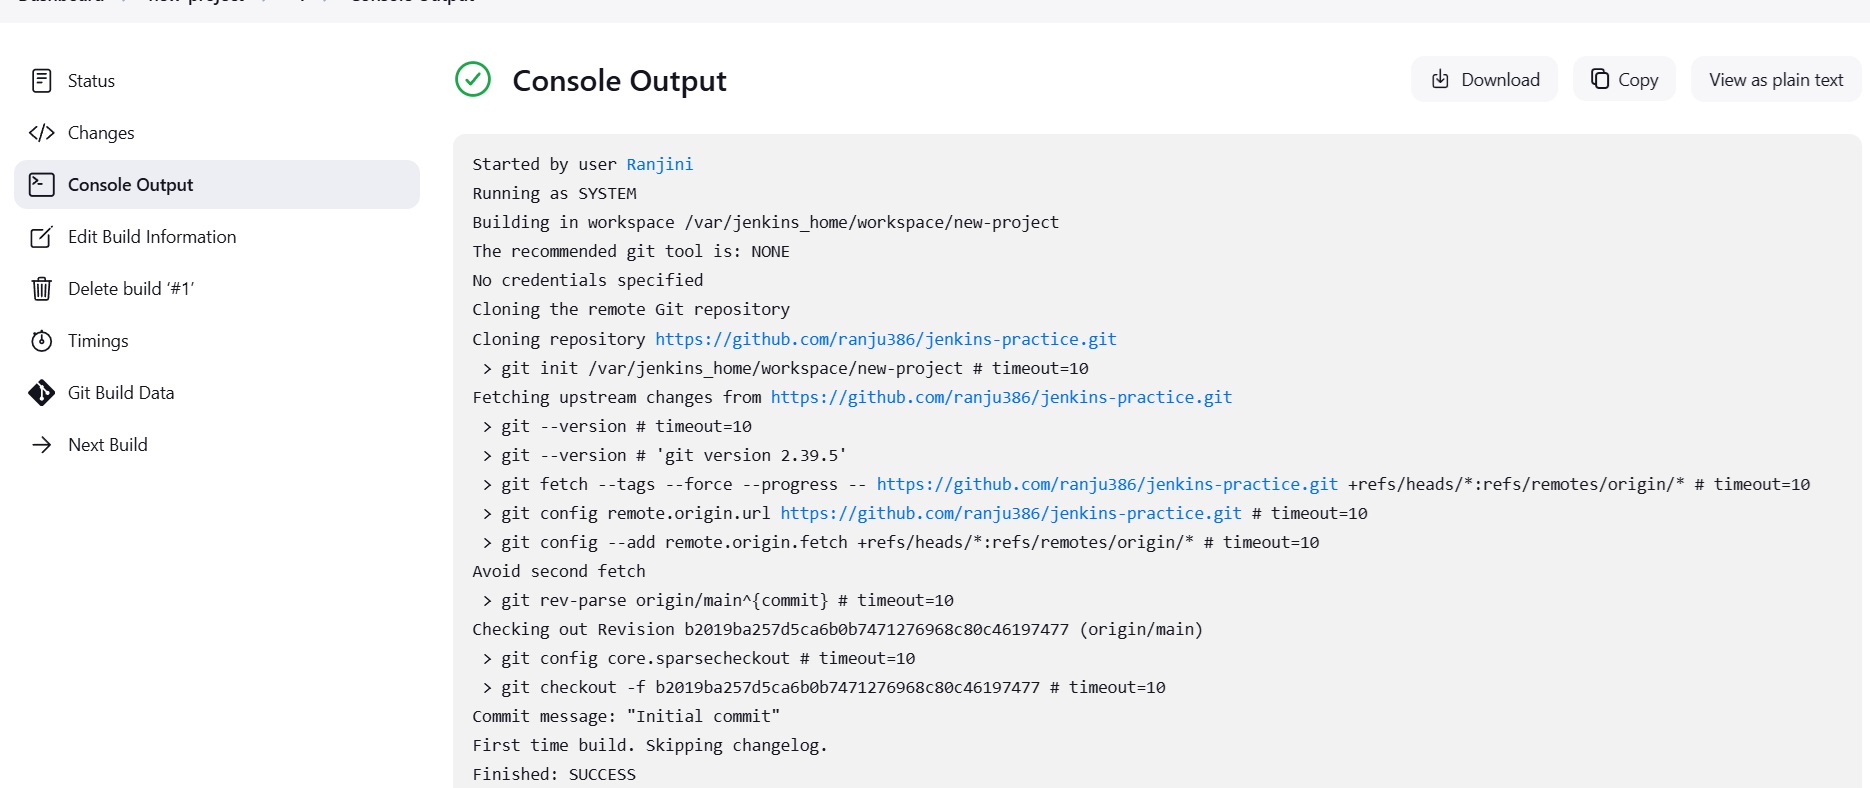 Dashboard new-project Console Output
Status
Changes
Console Output
Edit Build Information
Delete build ‘#1’
Timings
Git Build Data
Next Build
Console Output
Download
Copy
View as plain text
Started by user Ranjini
Running as SYSTEM
Building in workspace /var/jenkins_home/workspace/new-project
The recommended git tool is: NONE
No credentials specified
Cloning the remote Git repository
Cloning repository https://github.com/ranju386/jenkins-practice.git
> git init /var/jenkins_home/workspace/new-project # timeout=10
Fetching upstream changes from https://github.com/ranju386/jenkins-practice.git
> git --version # timeout=10
> git --version # 'git version 2.39.5'
> git fetch --tags --force --progress -- https://github.com/ranju386/jenkins-practice.git +refs/heads/*:refs/remotes/origin/* # timeout=10
> git config remote.origin.url https://github.com/ranju386/jenkins-practice.git # timeout=10
> git config --add remote.origin.fetch +refs/heads/*:refs/remotes/origin/* # timeout=10
Avoid second fetch
> git rev-parse origin/main^{commit} # timeout=10
Checking out Revision b2019ba257d5ca6b0b7471276968c80c46197477 (origin/main)
> git config core.sparsecheckout # timeout=10
> git checkout -f b2019ba257d5ca6b0b7471276968c80c46197477 # timeout=10
Commit message: "Initial commit"
First time build. Skipping changelog.
Finished: SUCCESS